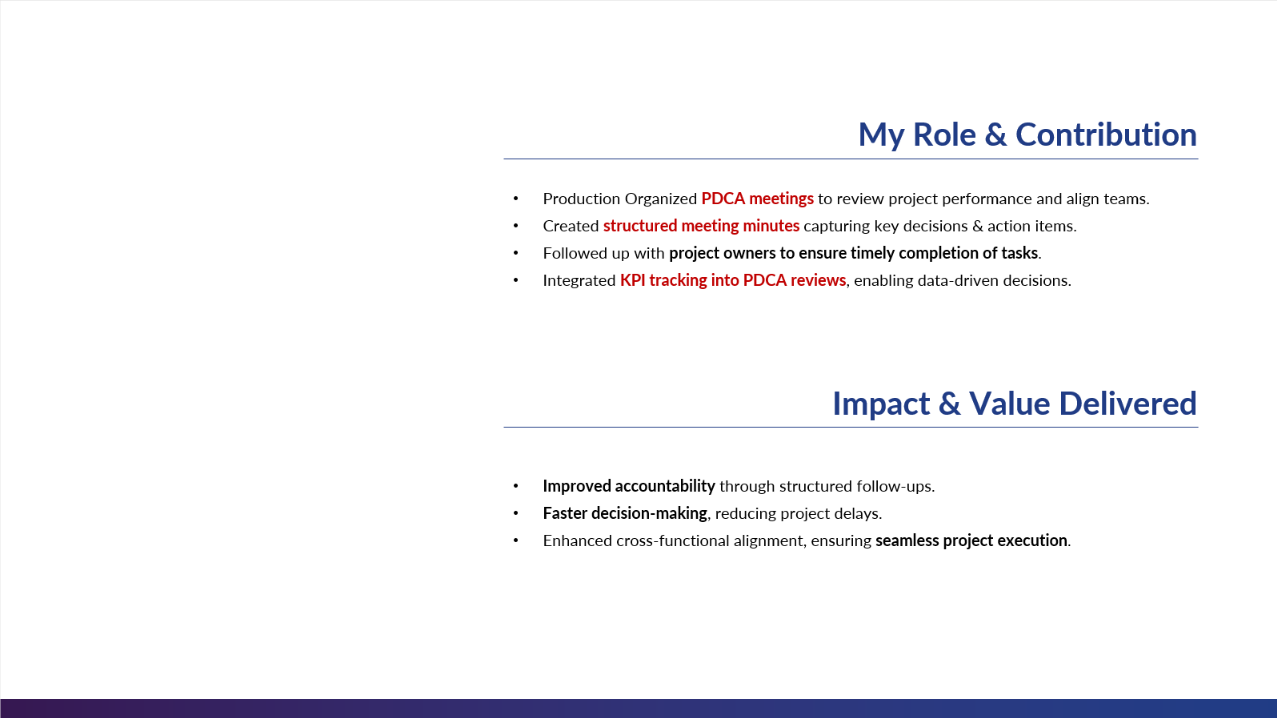 My Role & Contribution
• Production Organized PDCA meetings to review project performance and align teams.
• Created structured meeting minutes capturing key decisions & action items.
• Followed up with project owners to ensure timely completion of tasks.
• Integrated KPI tracking into PDCA reviews, enabling data-driven decisions.
Impact & Value Delivered
• Improved accountability through structured follow-ups.
• Faster decision-making, reducing project delays.
• Enhanced cross-functional alignment, ensuring seamless project execution.